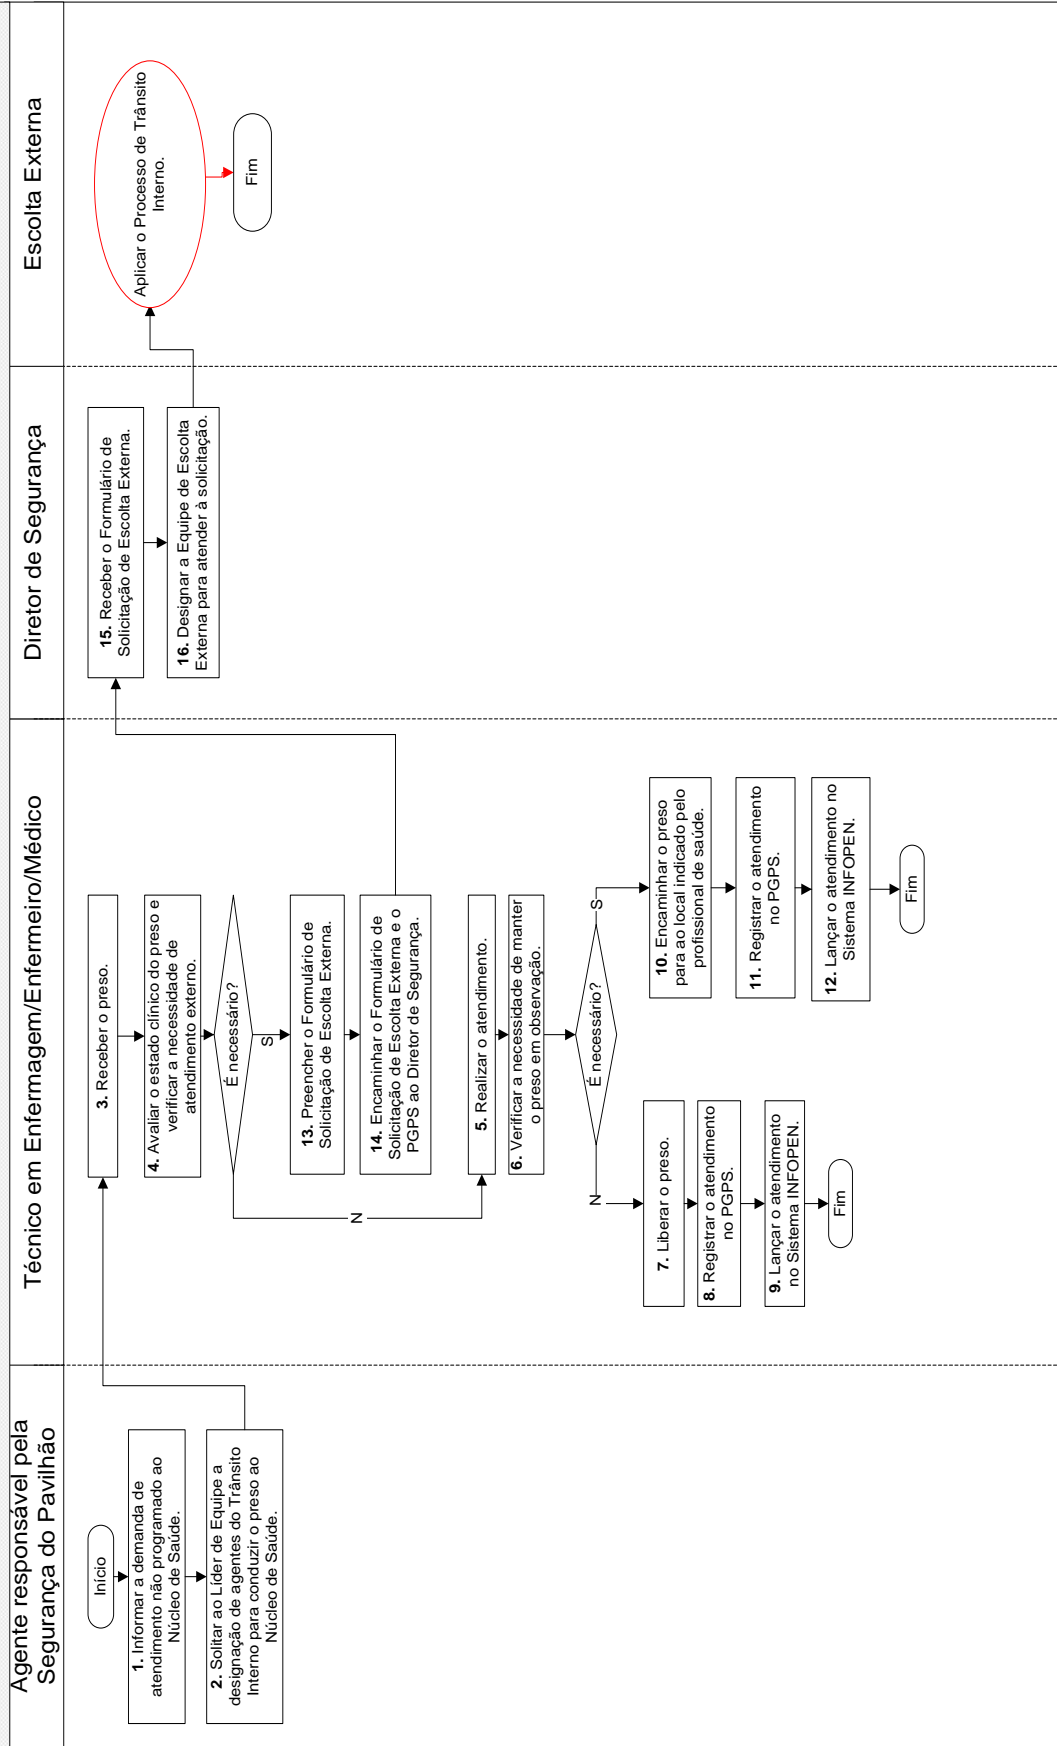 Agente responsável pela
Segurança do Pavilhão
Técnico em Enfermagem/Enfermeiro/Médico
Diretor de Segurança
Escolta Externa
Início
1. Informar a demanda de
atendimento não programado ao
Núcleo de Saúde.
2. Solitar ao Líder de Equipe a
designação de agentes do Trânsito
Interno para conduzir o preso ao
Núcleo de Saúde.
3. Receber o preso.
4. Avaliar o estado clínico do preso e
verificar a necessidade de
atendimento externo.
É necessário?
S
N
13. Preencher o Formulário de
Solicitação de Escolta Externa.
14. Encaminhar o Formulário de
Solicitação de Escolta Externa e o
PGPS ao Diretor de Segurança.
5. Realizar o atendimento.
6. Verificar a necessidade de manter
o preso em observação.
É necessário?
N
S
7. Liberar o preso.
8. Registrar o atendimento
no PGPS.
9. Lançar o atendimento
no Sistema INFOPEN.
Fim
10. Encaminhar o preso
para ao local indicado pelo
profissional de saúde.
11. Registrar o atendimento
no PGPS.
12. Lançar o atendimento no
Sistema INFOPEN.
Fim
15. Receber o Formulário de
Solicitação de Escolta Externa.
16. Designar a Equipe de Escolta
Externa para atender à solicitação.
Aplicar o Processo de Trânsito
Interno.
Fim